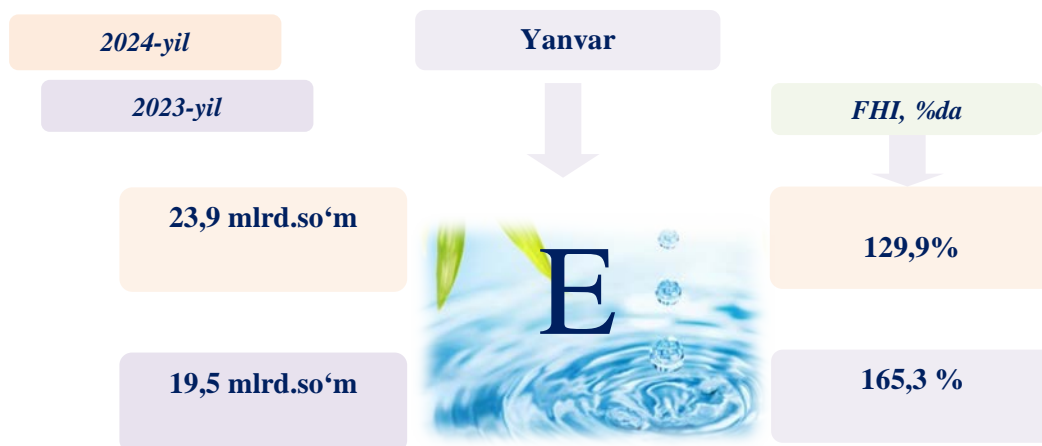 2024-yil
Yanvar
2023-yil
FHI, %da
23,9 mlrd.so‘m
129,9%
E
19,5 mlrd.so‘m
165,3 %